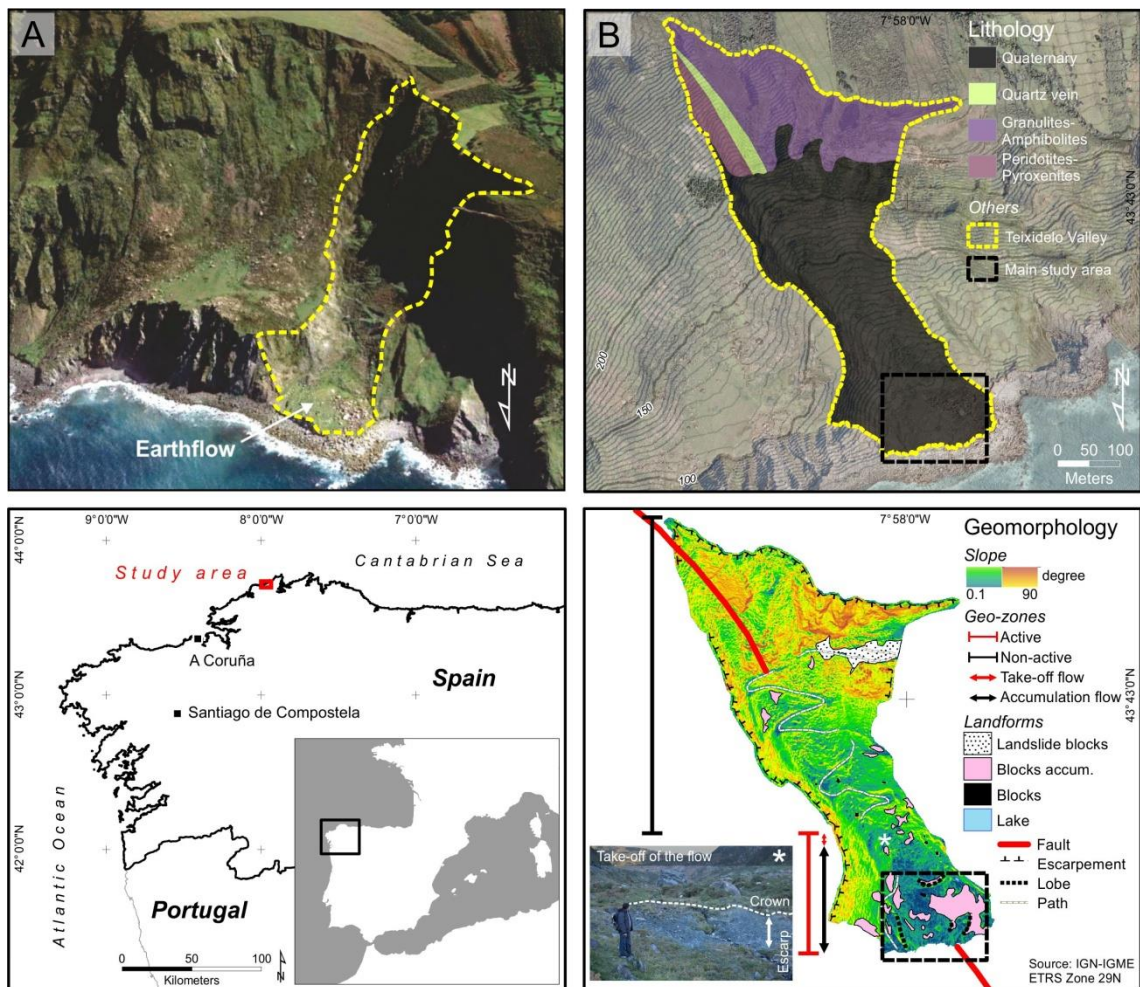 A
Earthflow
N
B
7°58'0"W
Lithology
Quaternary
Quartz vein
Granulites-
Amphibolites
Peridotites-
Pyroxenites
Others
Teixidelo Valley
Main study area
43°43'0"N
200
150
100
N
0 50 100
Meters
9°0'0"W 8°0'0"W 7°0'0"W
44°0'0"N
Cantabrian Sea
Study area
A Coruña
Spain
43°0'0"N
Santiago de Compostela
Atlantic Ocean
42°0'0"N
Portugal
0 50 100
Kilometers
N
7°58'0"W
Geomorphology
Slope
degree
0.1 90
Geo-zones
Active
Non-active
Take-off flow
Accumulation flow
43°43'0"N
Landforms
Landslide blocks
Blocks accum.
Blocks
Lake
Fault
Escarpement
Lobe
Path
Take-off of the flow *
*
Crown
Escarp
Source: IGN-IGME
ETRS Zone 29N